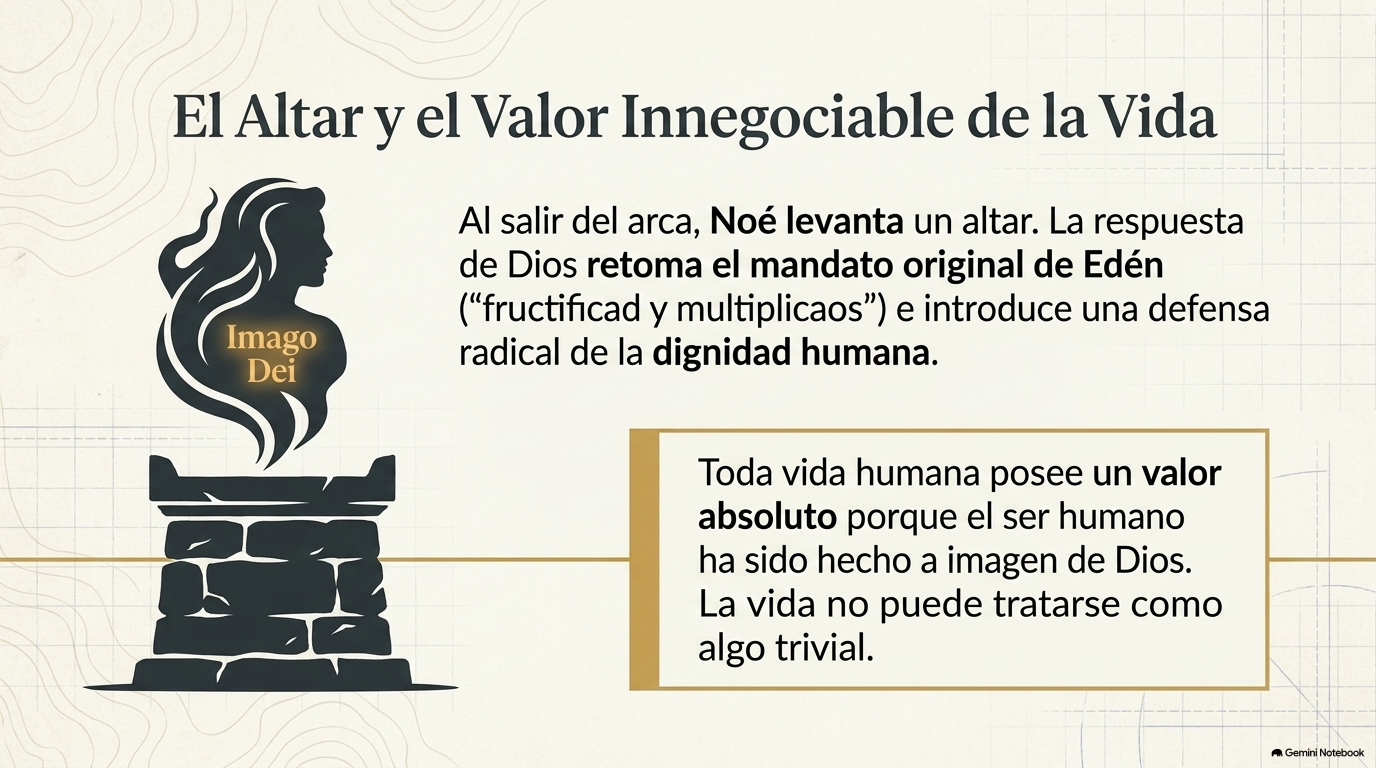 El Altar y el Valor Innegociable de la Vida
Imago
Dei
Al salir del arca, Noé levanta un altar. La respuesta
de Dios retoma el mandato original de Edén
(“fructificad y multiplicaos”) e introduce una defensa
radical de la dignidad humana.
Toda vida humana posee un valor
absoluto porque el ser humano
ha sido hecho a imagen de Dios.
La vida no puede tratarse como
algo trivial.
Gemini Notebook